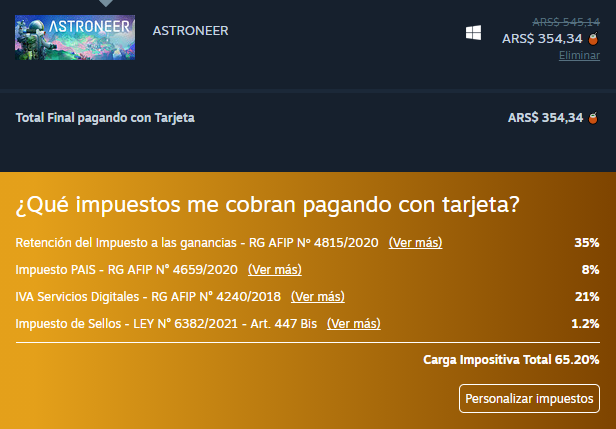 ASTRONEER
ASTRONEER
ARS$ 545,14
ARS$ 354,34
Eliminar
Total Final pagando con Tarjeta
ARS$ 354,34
¿Qué impuestos me cobran pagando con tarjeta?
Retención del Impuesto a las ganancias - RG AFIP Nº 4815/2020 (Ver más) 35%
Impuesto PAIS - RG AFIP N° 4659/2020 (Ver más) 8%
IVA Servicios Digitales - RG AFIP N° 4240/2018 (Ver más) 21%
Impuesto de Sellos - LEY N° 6382/2021 - Art. 447 Bis (Ver más) 1.2%
Carga Impositiva Total 65.20%
Personalizar impuestos